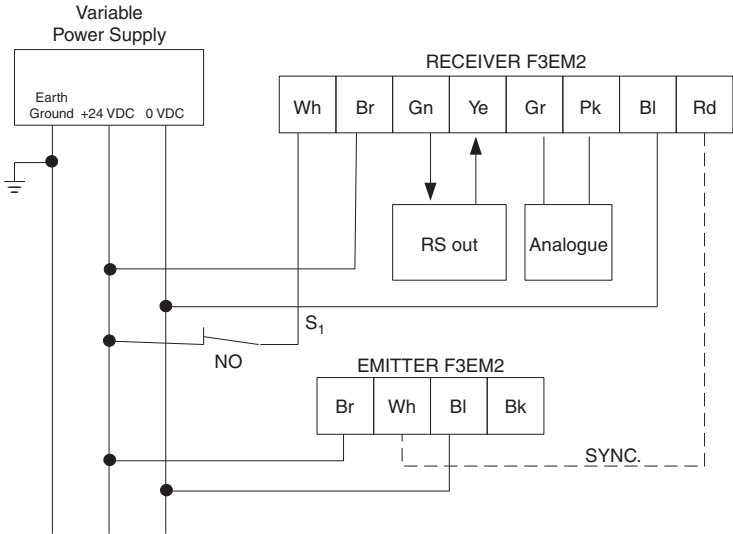 Variable
Power Supply
Earth
Ground +24 VDC 0 VDC
RECEIVER F3EM2
Wh Br Gn Ye Gr Pk Bl Rd
RS out Analogue
S1
NO
EMITTER F3EM2
Br Wh Bl Bk
SYNC.